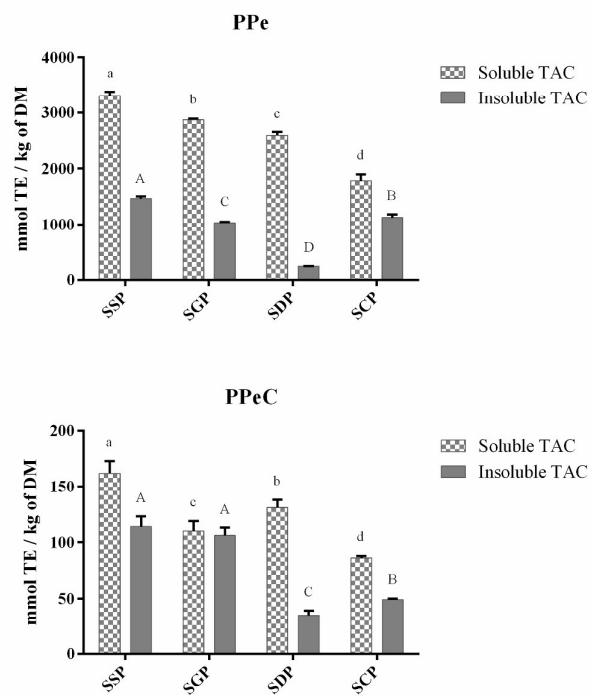 PPe
mmol TE / kg of DM
4000
3000
2000
1000
0
a
A
b
C
c
D
d
B
SSP
SGP
SDP
SCP
Soluble TAC
Insoluble TAC
PPeC
mmol TE / kg of DM
200
150
100
50
0
a
A
c
A
b
C
d
B
SSP
SGP
SDP
SCP
Soluble TAC
Insoluble TAC